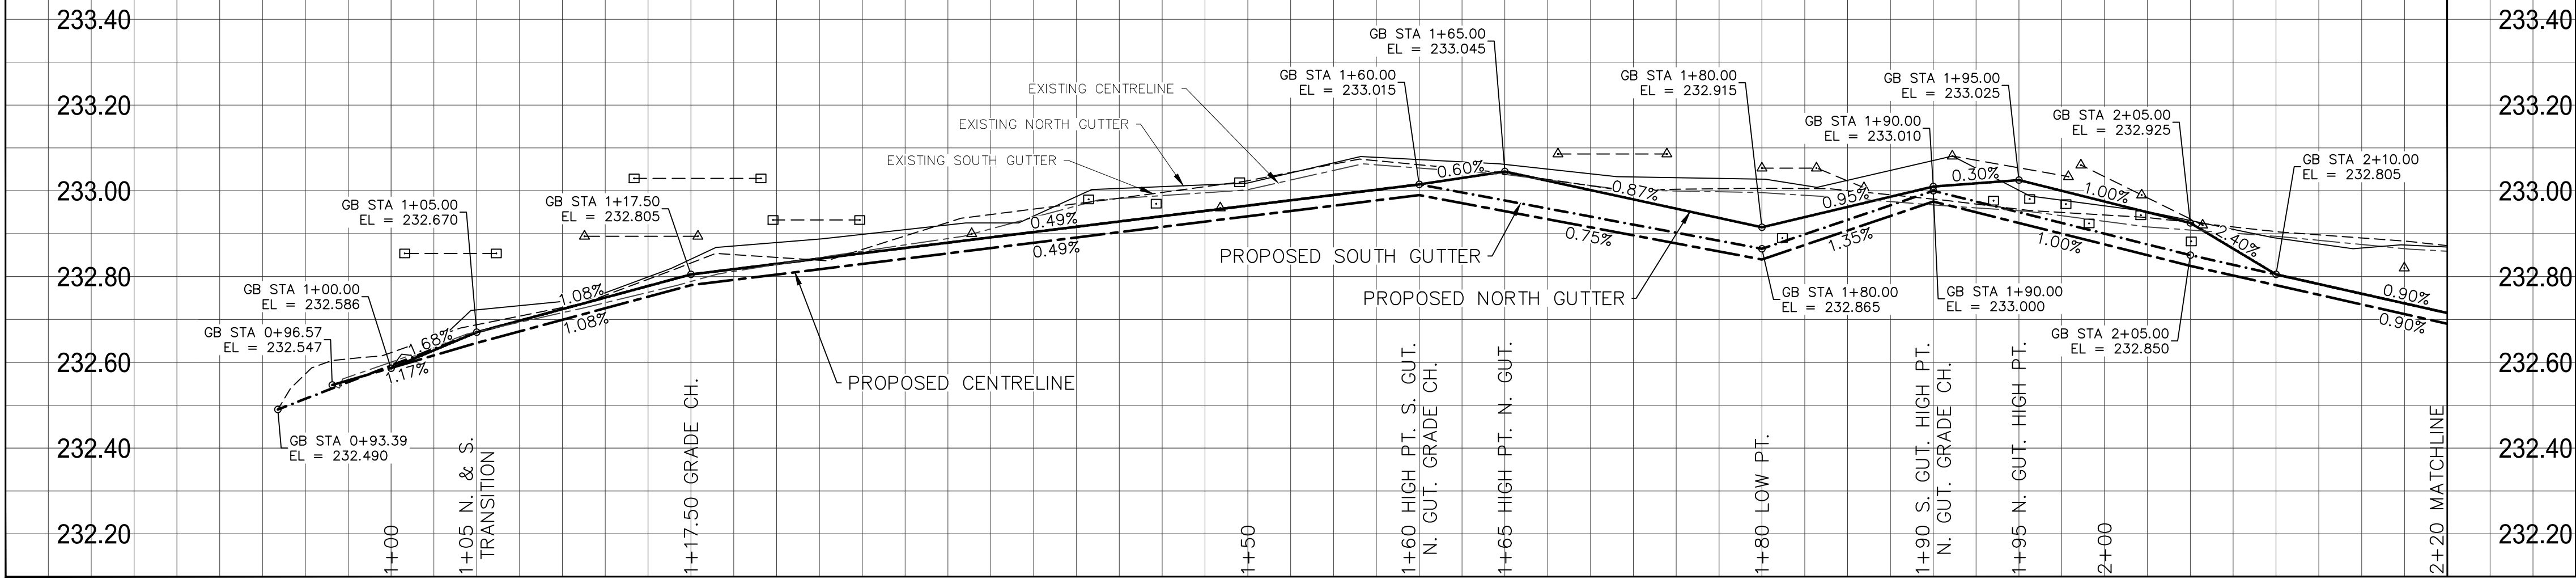 233.40
233.40
GB STA 1+65.00
EL = 233.045
GB STA 1+60.00
EL = 233.015
GB STA 1+80.00
EL = 232.915
GB STA 1+95.00
EL = 233.025
EXISTING CENTRELINE
233.20
233.20
EXISTING NORTH GUTTER
GB STA 1+90.00
EL = 233.010
GB STA 2+05.00
EL = 232.925
EXISTING SOUTH GUTTER
GB STA 2+10.00
EL = 232.805
0.60%
0.87%
0.95%
0.30%
1.00%
233.00
233.00
GB STA 1+05.00
EL = 232.670
GB STA 1+17.50
EL = 232.805
0.49%
0.49%
0.75%
1.35%
1.00%
2.40%
PROPOSED SOUTH GUTTER
232.80
232.80
GB STA 1+00.00
EL = 232.586
1.08%
1.08%
PROPOSED NORTH GUTTER
GB STA 1+80.00
EL = 232.865
GB STA 1+90.00
EL = 233.000
0.90%
0.90%
GB STA 0+96.57
EL = 232.547
1.68%
1.17%
GB STA 2+05.00
EL = 232.850
232.60
232.60
PROPOSED CENTRELINE
GB STA 0+93.39
EL = 232.490
232.40
232.40
232.20
232.20
1+00
1+05 N. & S.
TRANSITION
1+17.50 GRADE CH.
1+50
1+60 HIGH PT. S. GUT.
N. GUT. GRADE CH.
1+65 HIGH PT. N. GUT.
1+80 LOW PT.
1+90 S. GUT. HIGH PT.
N. GUT. GRADE CH.
1+95 N. GUT. HIGH PT.
2+00
2+20 MATCHLINE